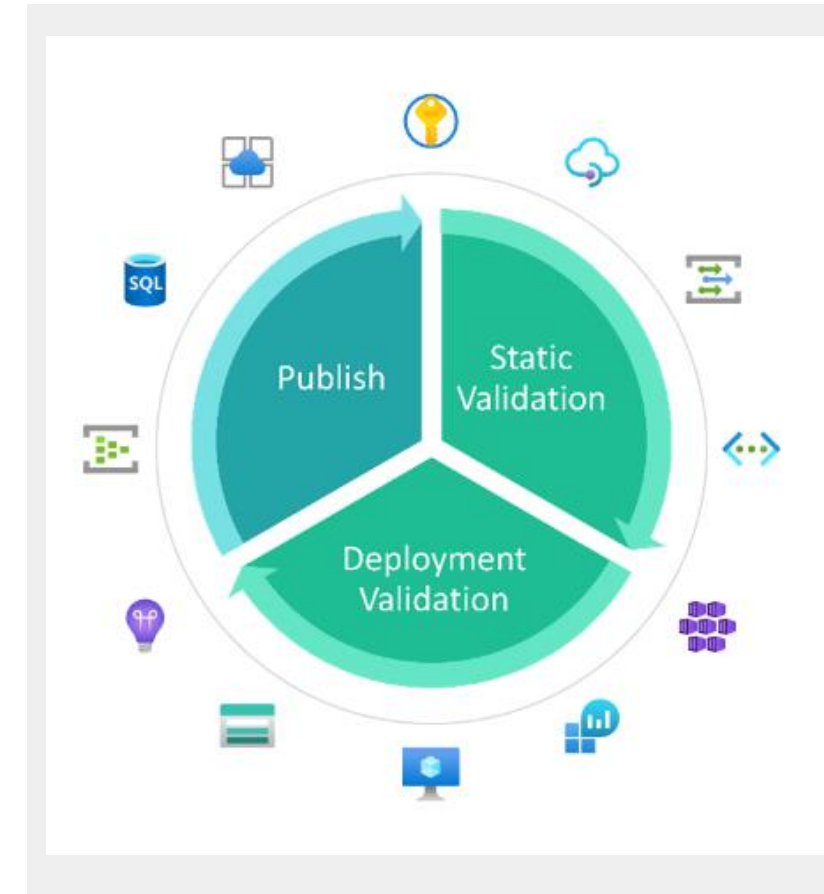 SQL
Publish
Static
Validation
Deployment
Validation